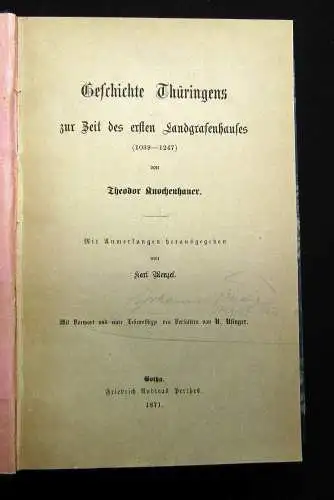 Geschichte Thüringens
zur Zeit des ersten Landgrafenhauses
(1039—1247)
von
Theodor Knochenhauer.
Mit Anmerkungen herausgegeben
von
Karl Menzel.
Mit Vorwort und einer Lebensskizze des Verfassers von R. Usinger.
Gotha.
Friedrich Andreas Perthes.
1871.